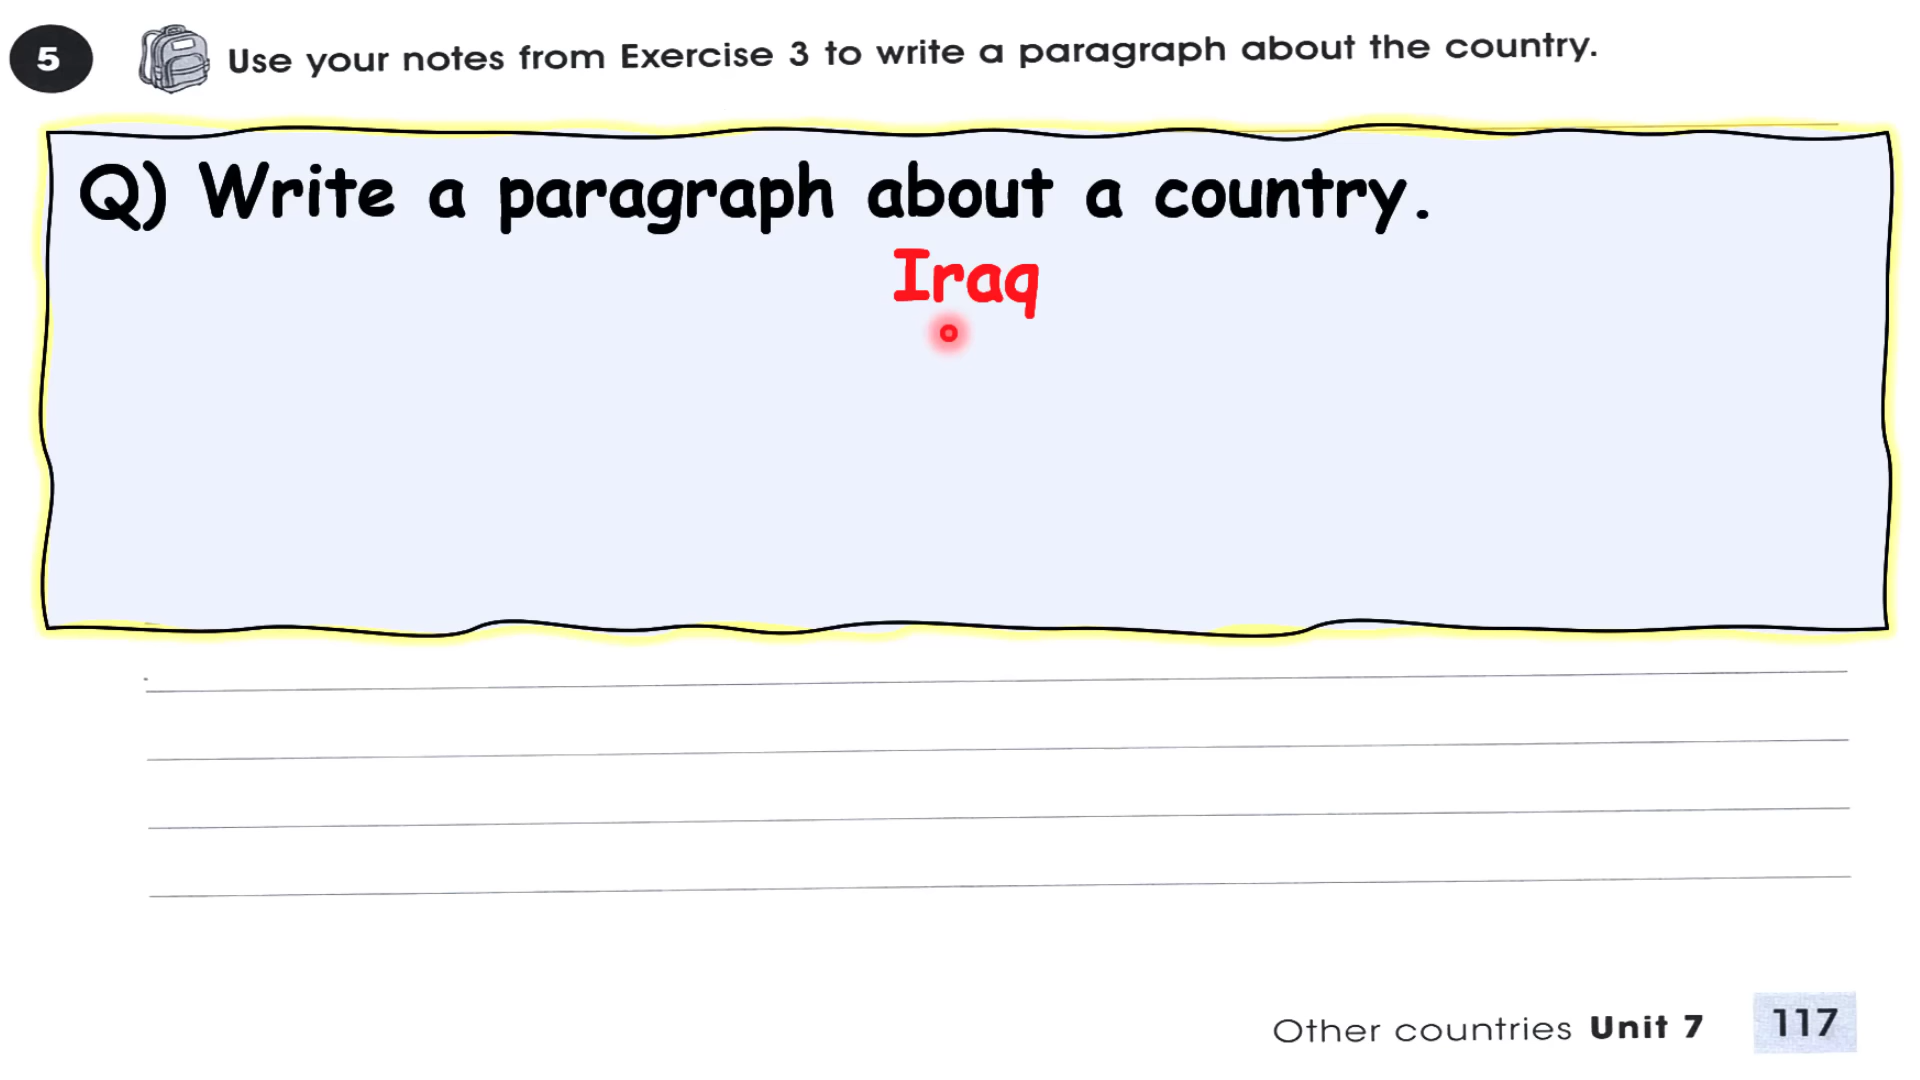 5 Use your notes from Exercise 3 to write a paragraph about the country.
Q) Write a paragraph about a country.
Iraq
Other countries Unit 7 117